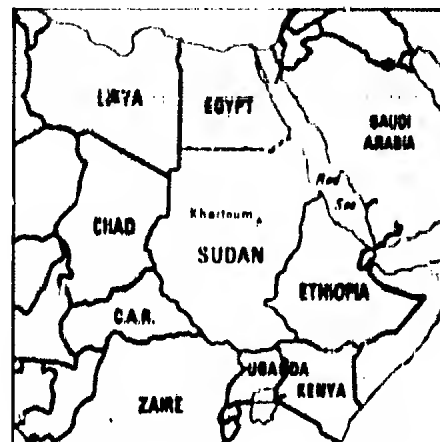 LIBYA
EGYPT
SAUDI
ARABIA
Red
Sea
Khartoum
CHAD
SUDAN
ETHIOPIA
C.A.R.
UGANDA
KENYA
ZAIRE